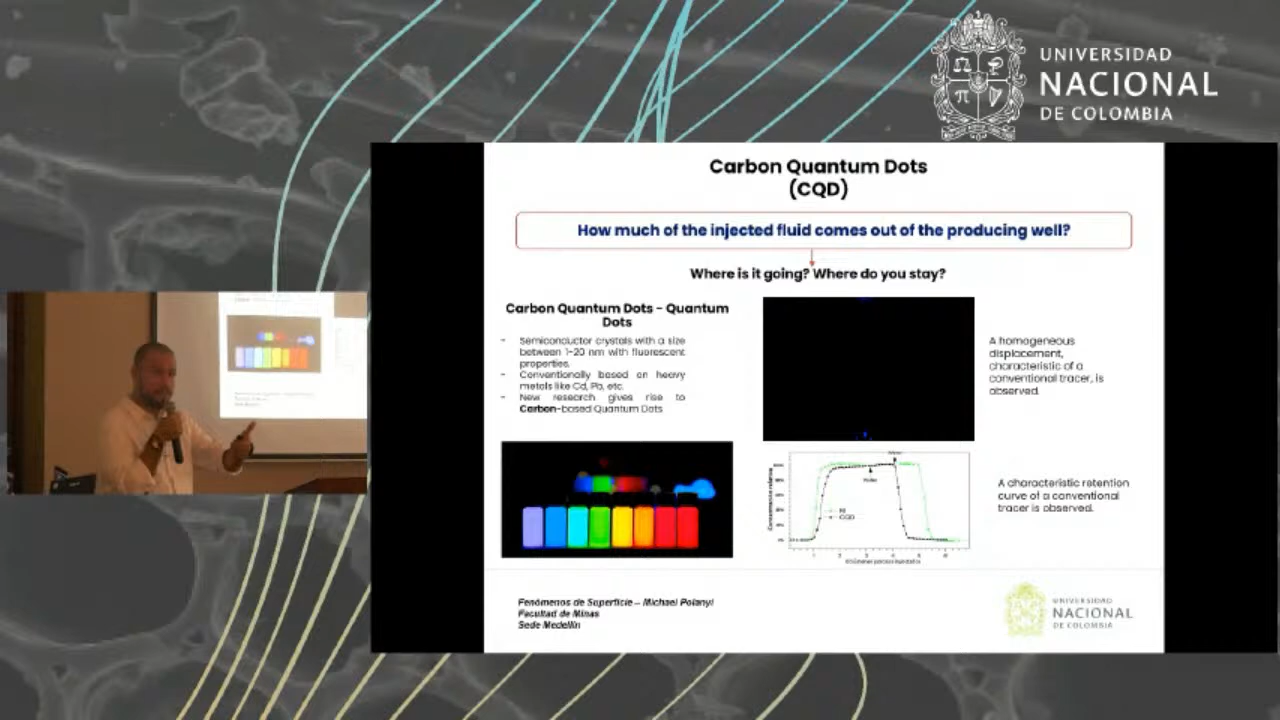 UNIVERSIDAD
NACIONAL
DE COLOMBIA
Carbon Quantum Dots
(CQD)
How much of the injected fluid comes out of the producing well?
Where is it going? Where do you stay?
Carbon Quantum Dots - Quantum
Dots
- Semiconductor crystals with a size
between 1-20 nm with fluorescent
properties.
- Conventionally based on heavy
metals like Cd, Pb, etc.
- New research gives rise to
Carbon-based Quantum Dots
A homogeneous
displacement,
characteristic of a
conventional tracer, is
observed.
CQD
A characteristic retention
curve of a conventional
tracer is observed.
Fenómenos de Superficie – Michael Polanyi
Facultad de Minas
Sede Medellín
UNIVERSIDAD
NACIONAL
DE COLOMBIA